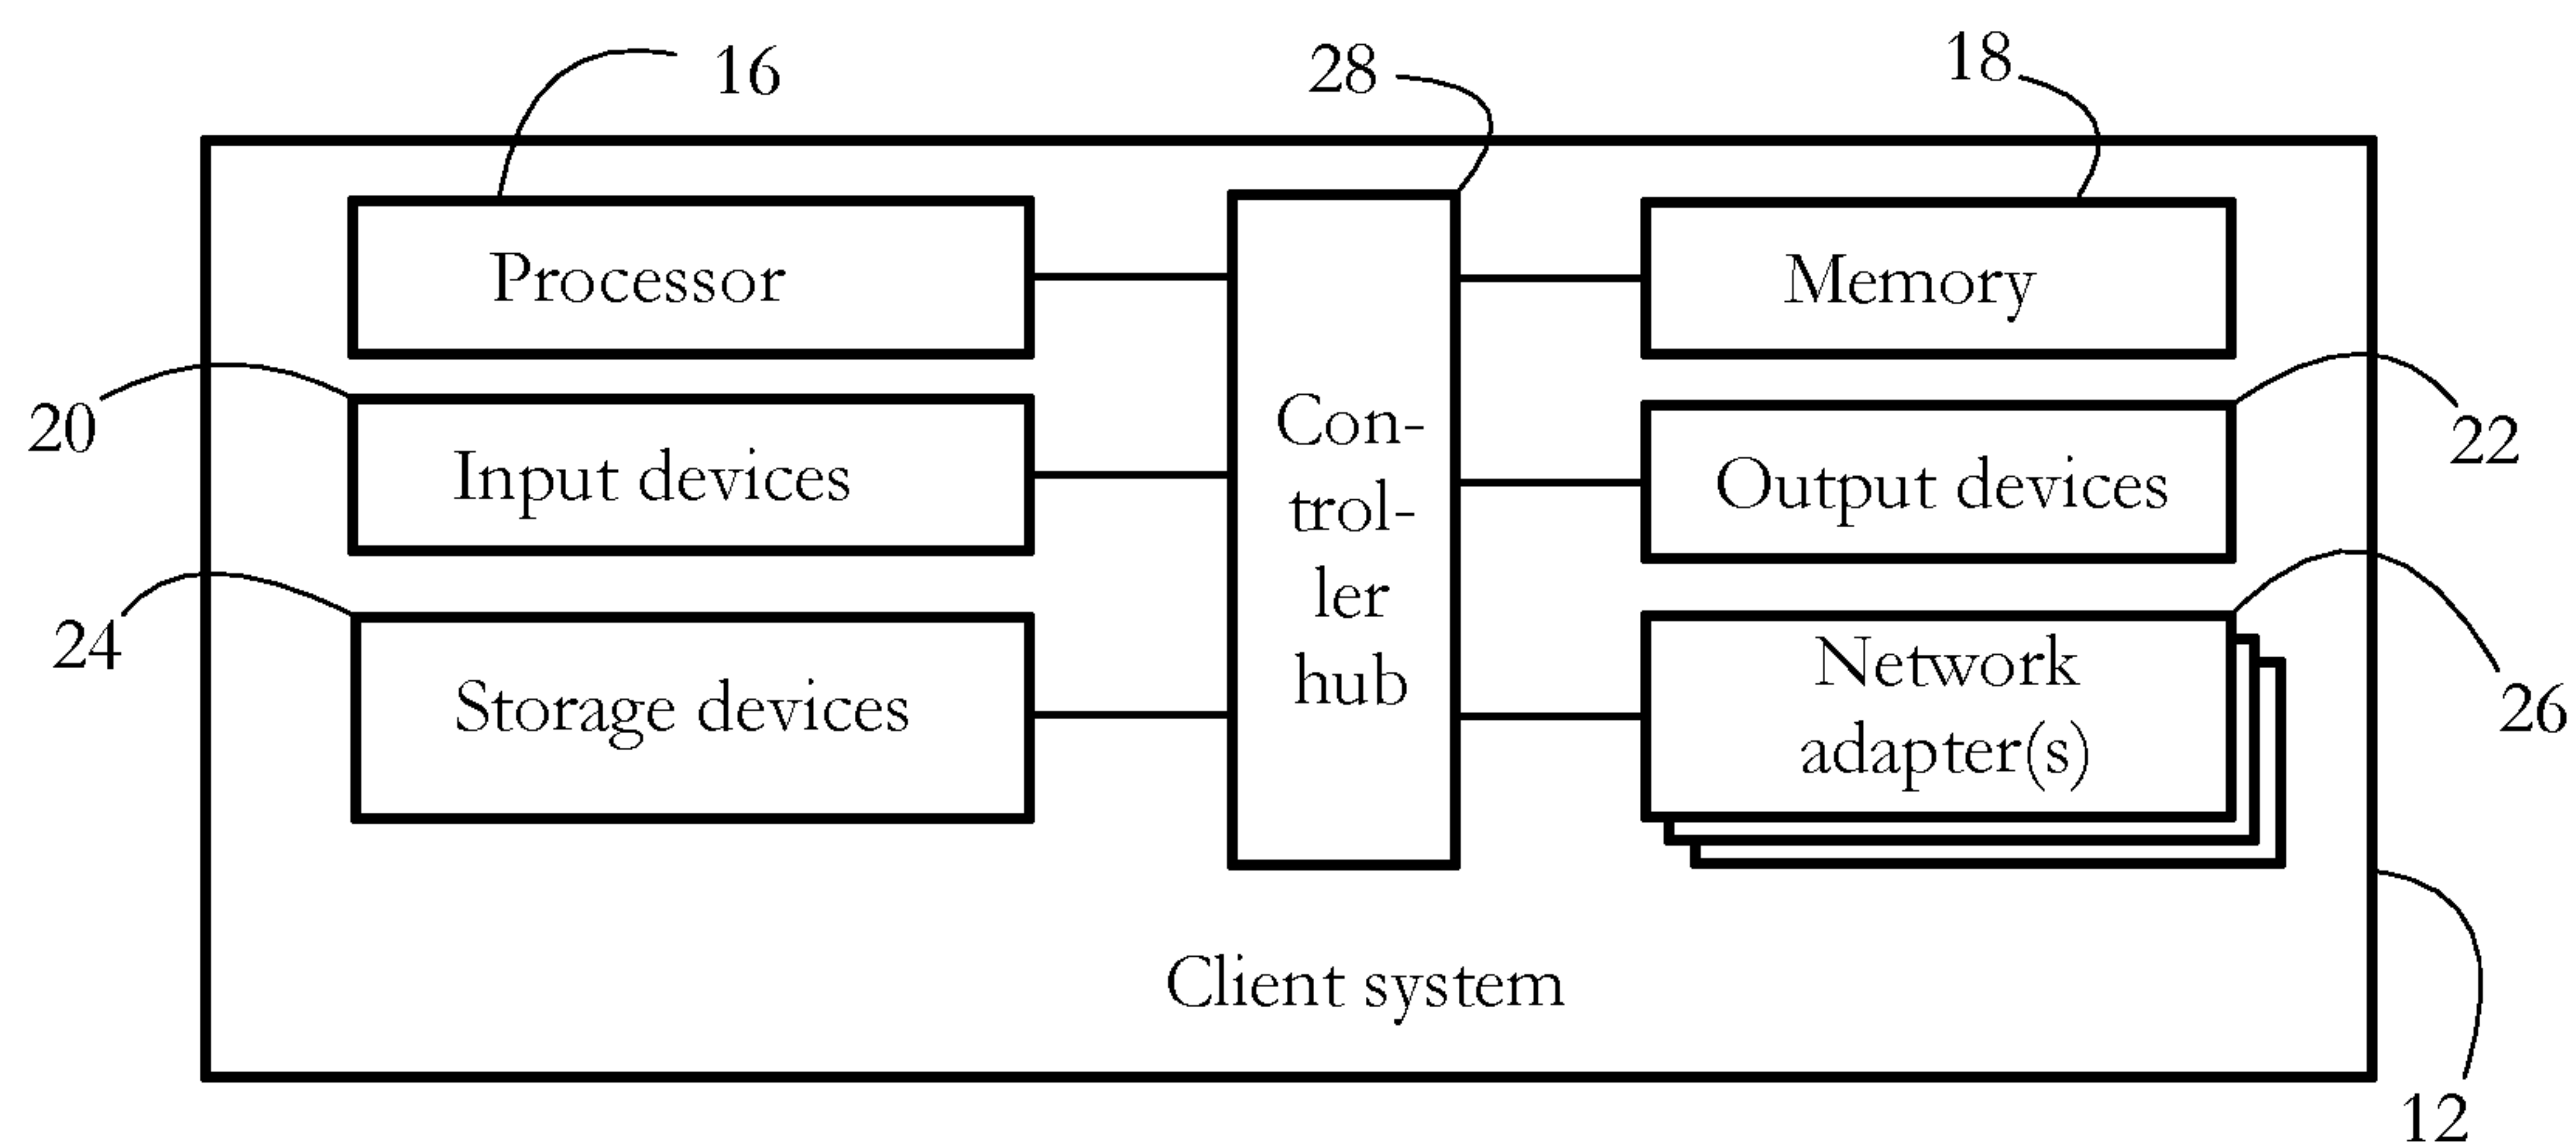 16
28
18
Processor
Memory
20
Input devices
Con-
trol-
ler
hub
Output devices
22
24
Storage devices
Network
adapter(s)
26
Client system
12